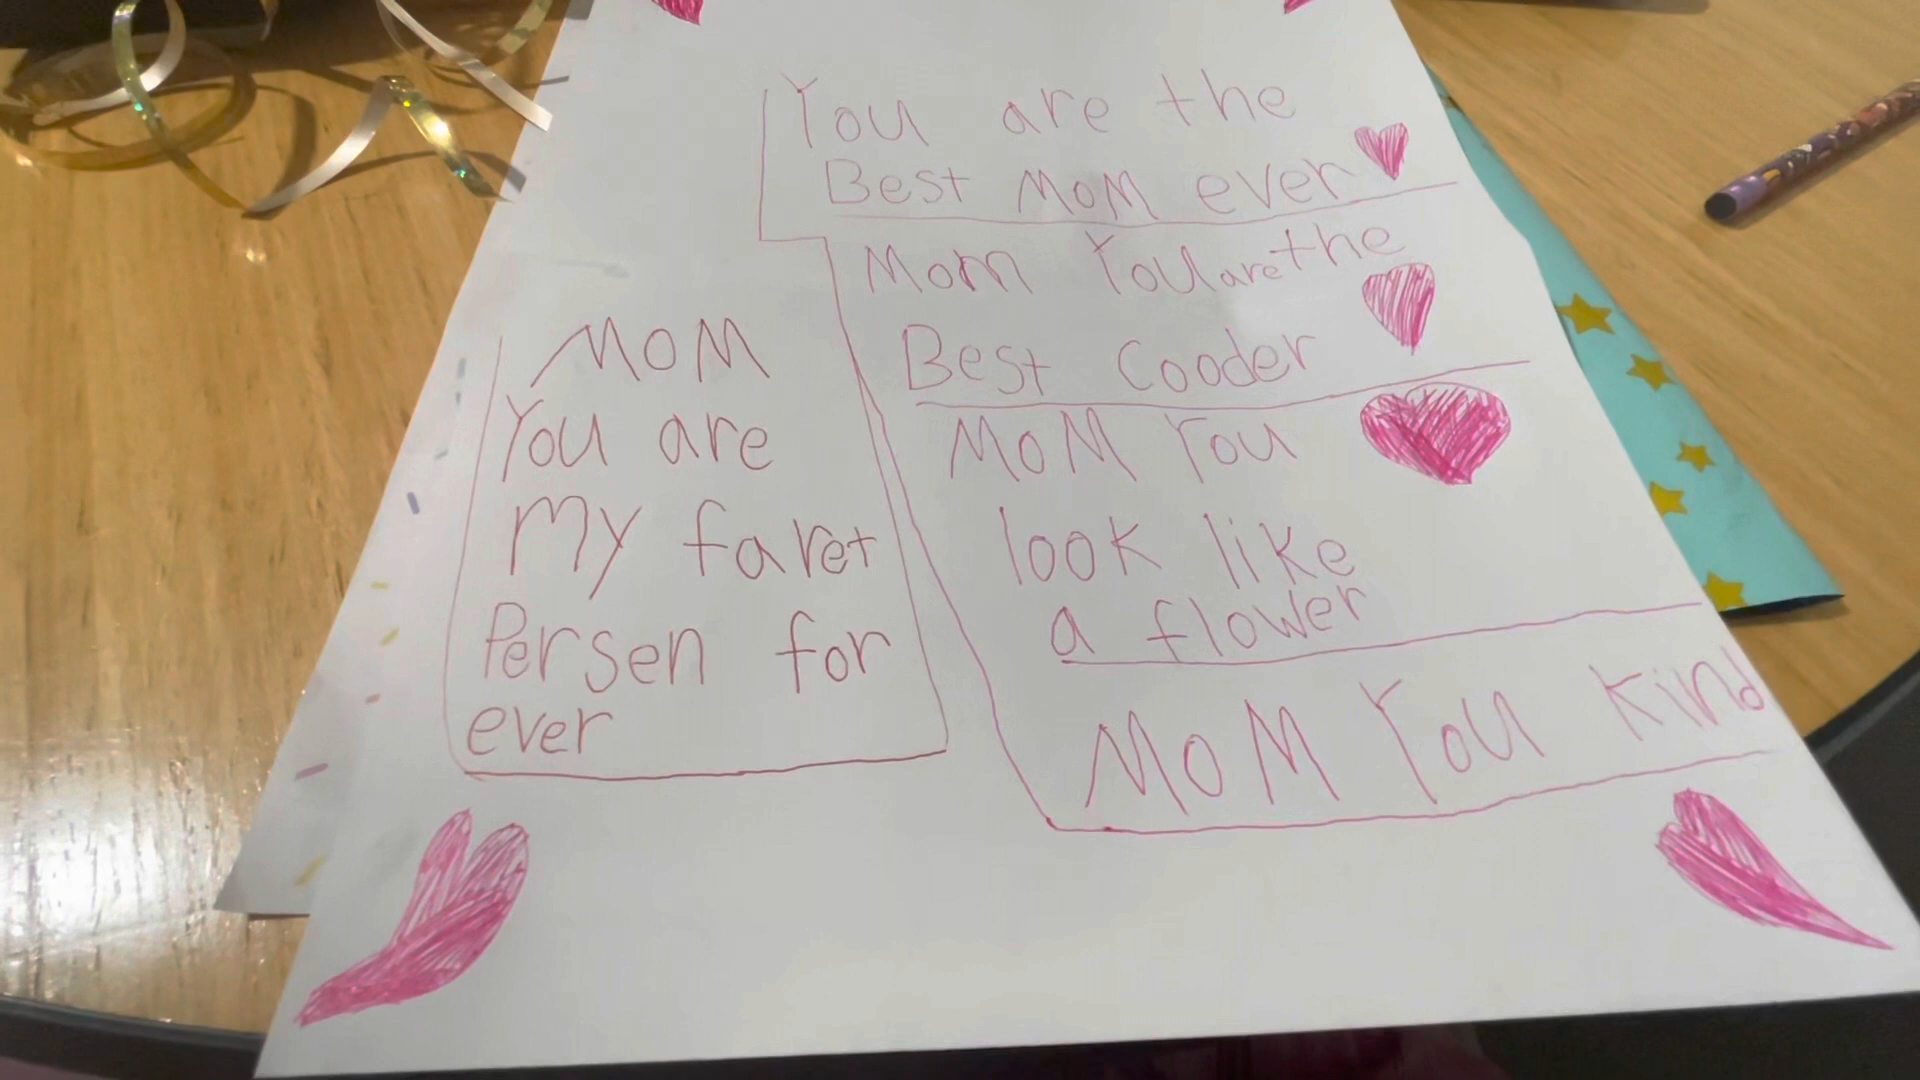 You are the
Best MoM ever
Mom You are the
Best Cooder
MoM You
look like
a flower
MoM You Kind
MoM
You are
My favet
Persen for
ever